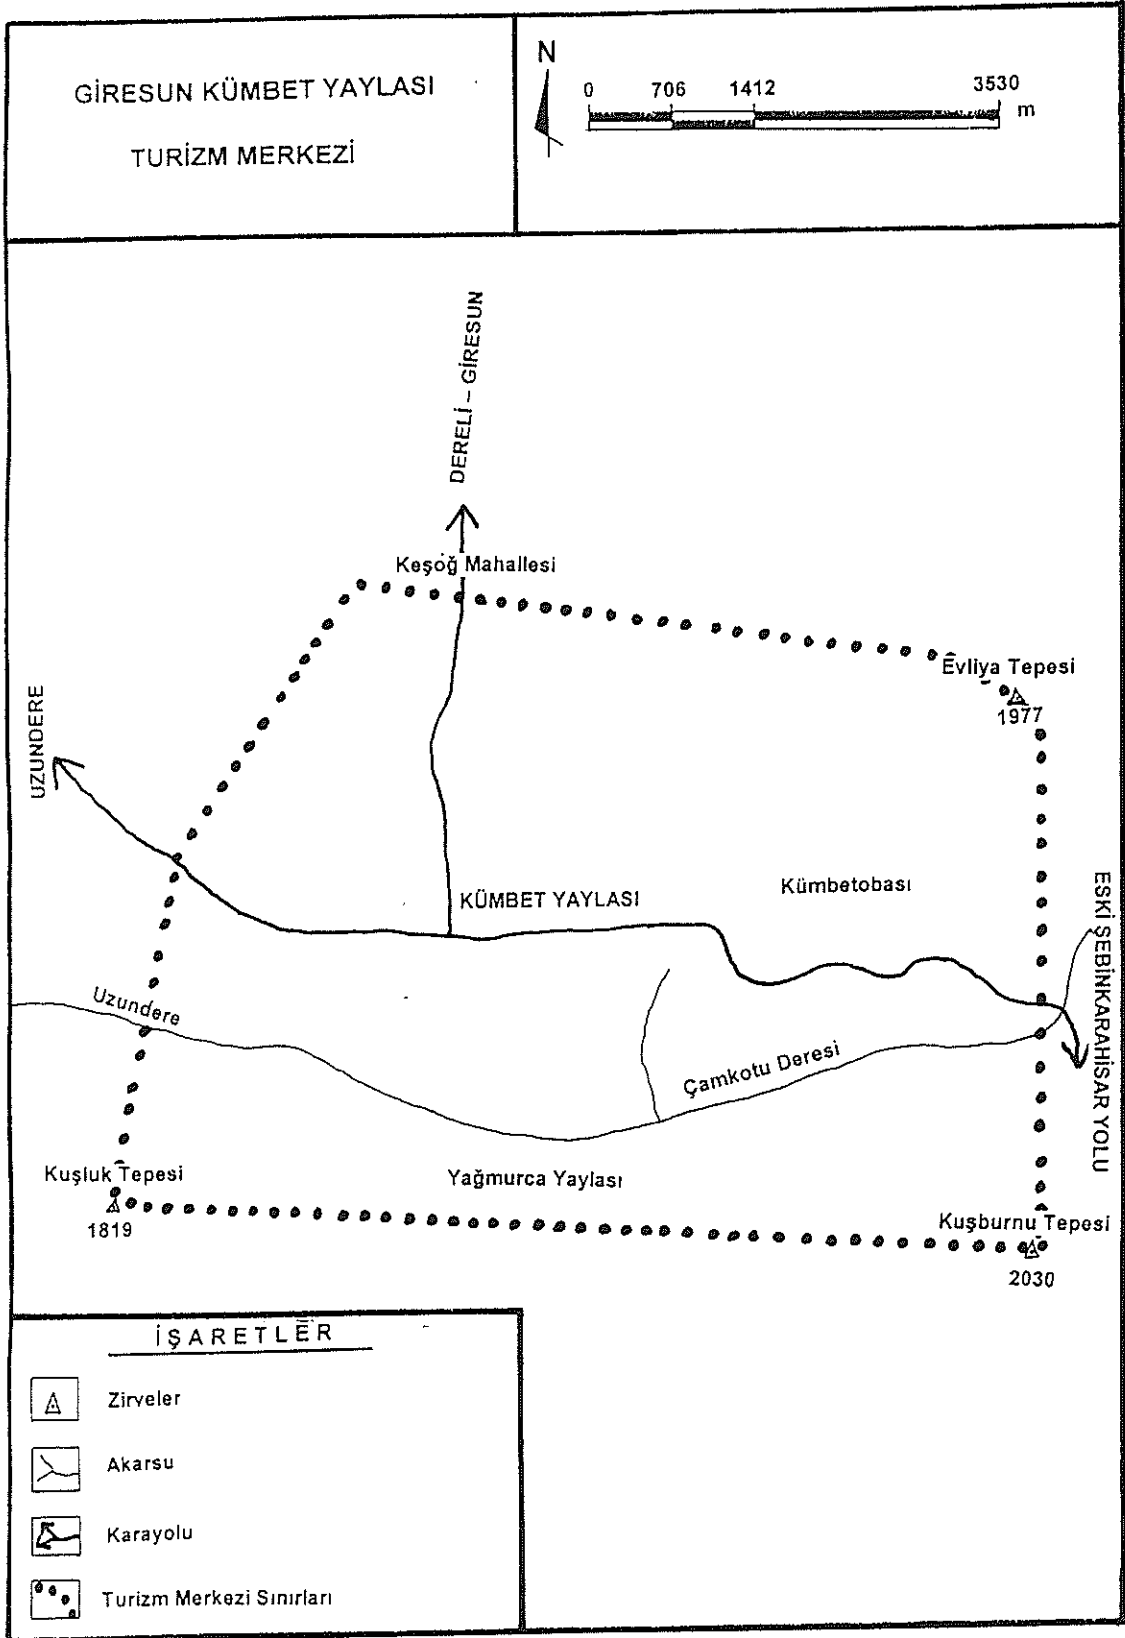 GİRESUN KÜMBET YAYLASI
TURİZM MERKEZİ
N
0 706 1412 3530
m
DERELİ – GİRESUN
Keşoğ Mahallesi
Evliya Tepesi
1977
UZUNDERE
KÜMBET YAYLASI
Kümbetobası
ESKİ ŞEBİNKARAHİSAR YOLU
Uzundere
Çamkotu Deresi
Kuşluk Tepesi
1819
Yağmurca Yaylası
Kuşburnu Tepesi
2030
İŞARETLER
Zirveler
Akarsu
Karayolu
Turizm Merkezi Sınırları